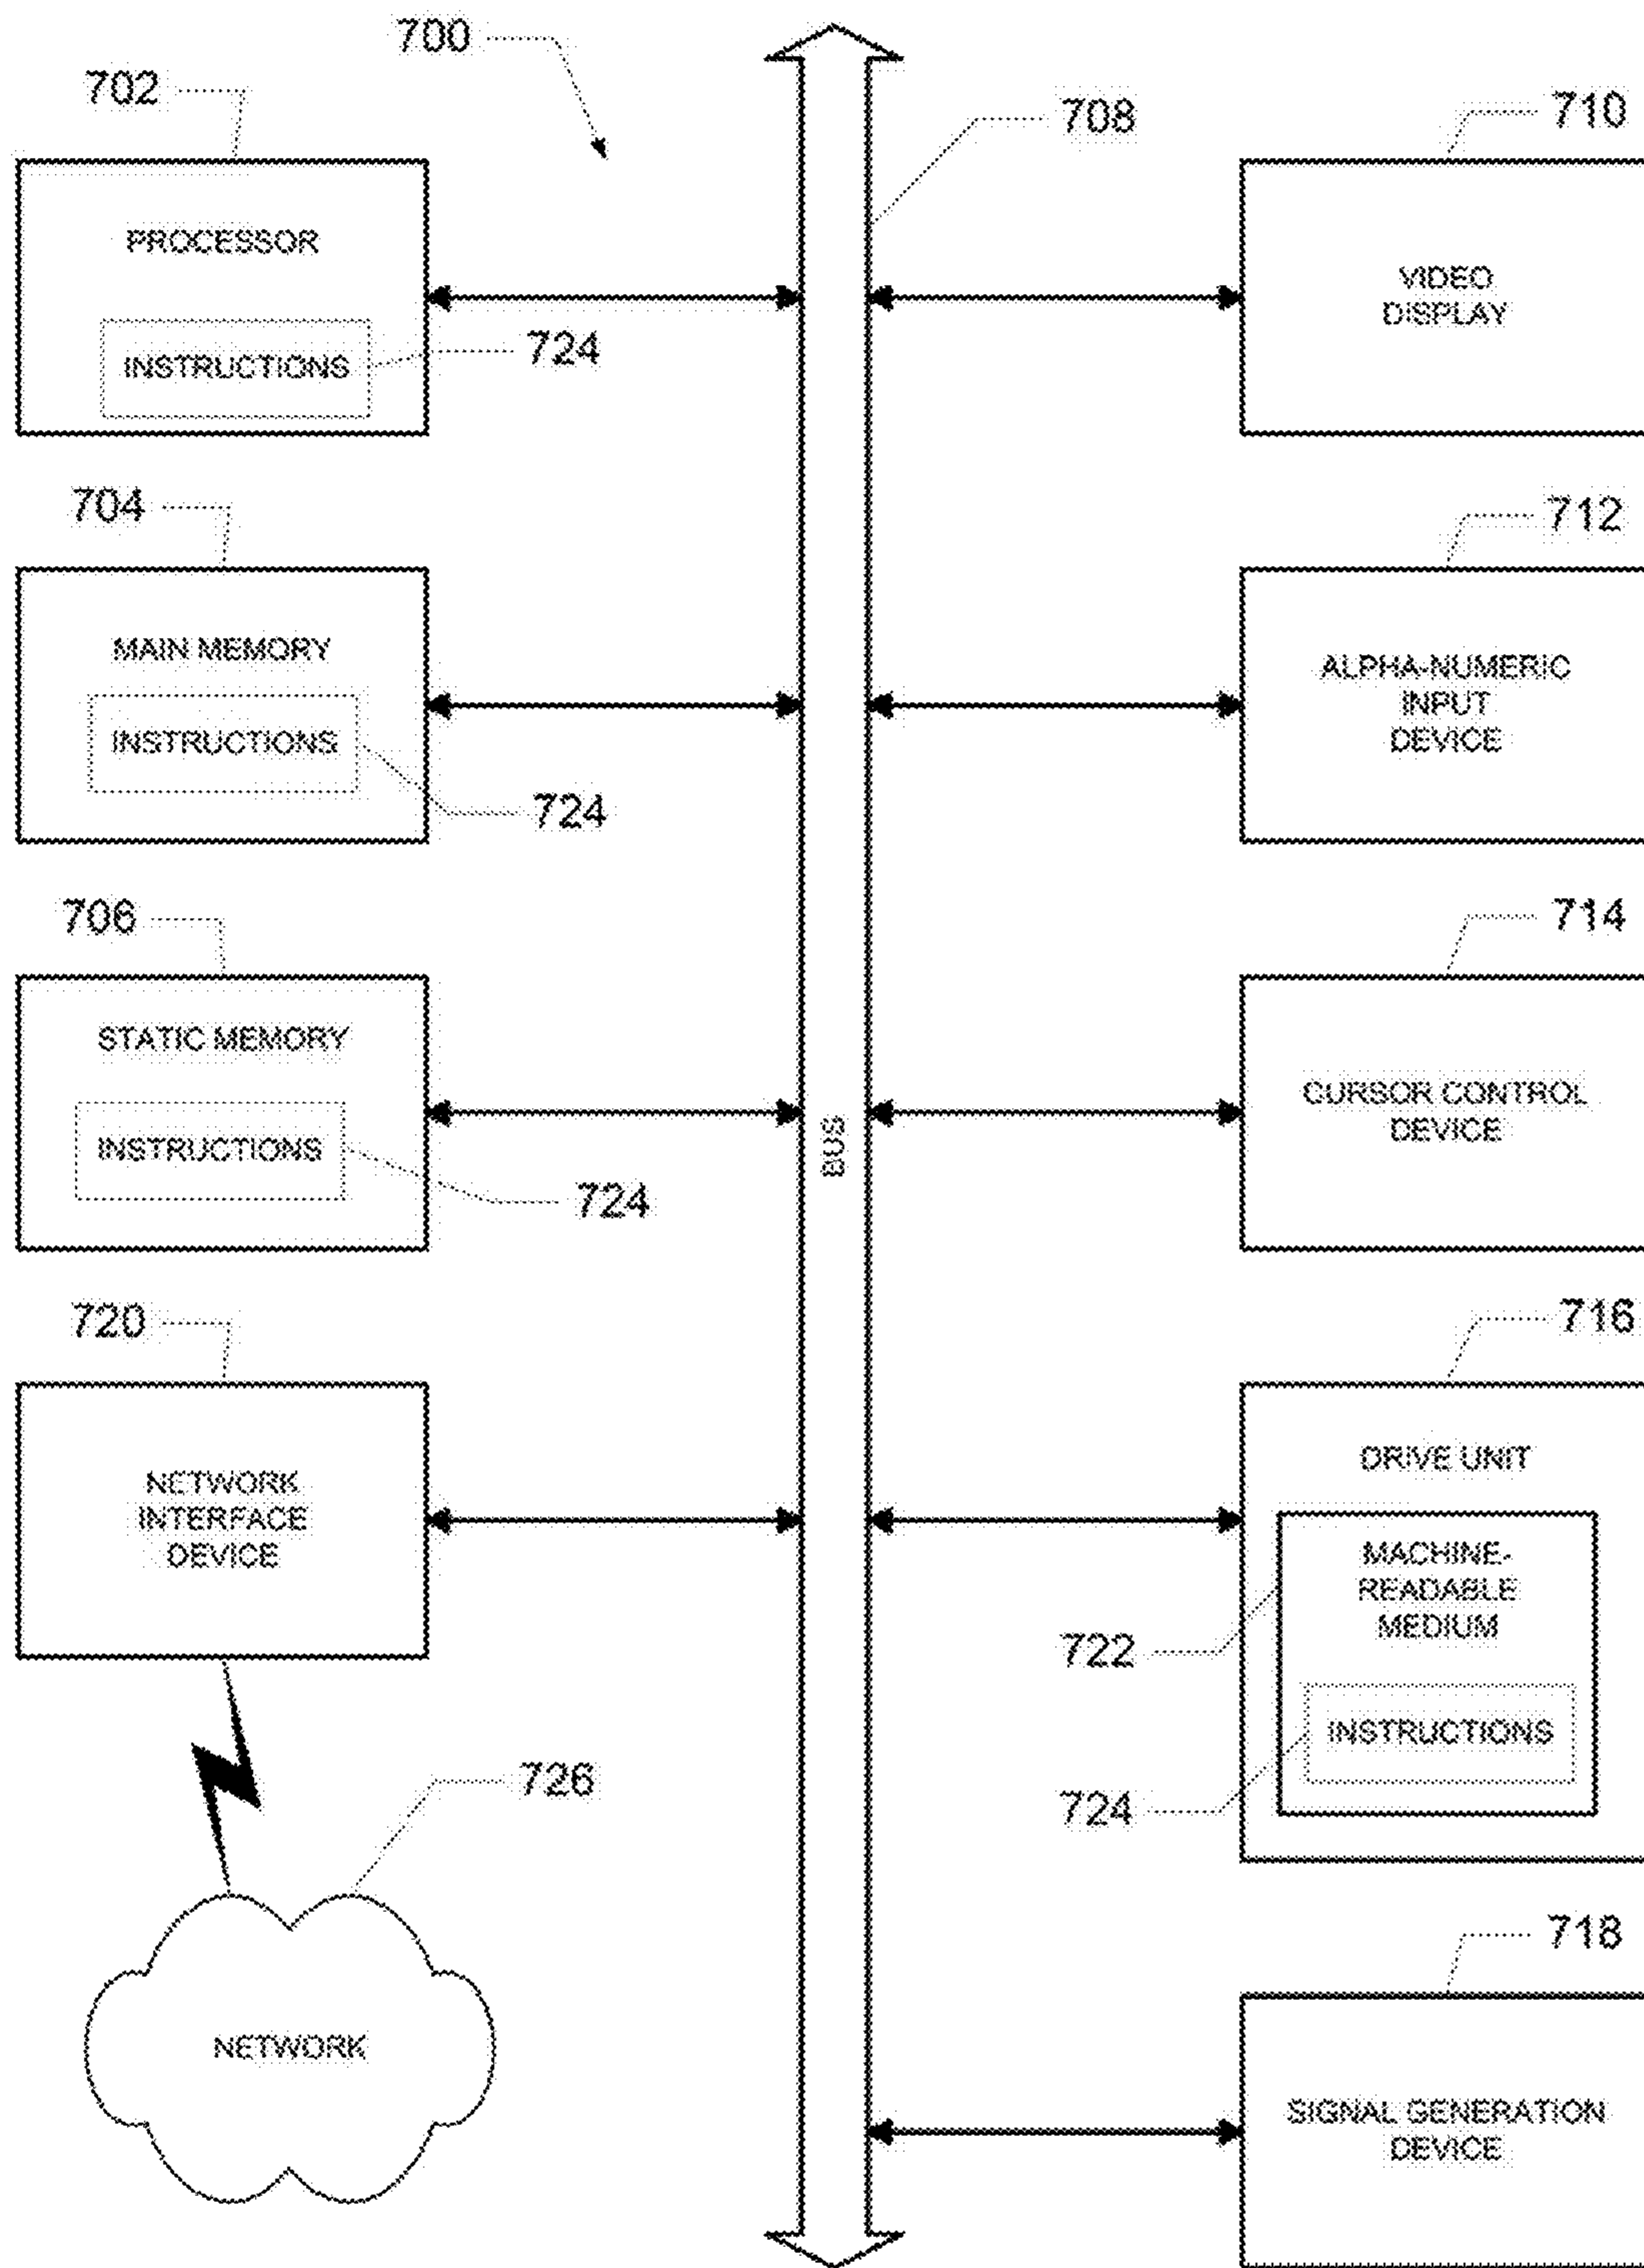 700
702
PROCESSOR
INSTRUCTIONS
724
704
MAIN MEMORY
INSTRUCTIONS
724
706
STATIC MEMORY
INSTRUCTIONS
724
720
NETWORK
INTERFACE
DEVICE
726
NETWORK
708
BUS
710
VIDEO
DISPLAY
712
ALPHA-NUMERIC
INPUT
DEVICE
714
CURSOR CONTROL
DEVICE
716
DRIVE UNIT
MACHINE-
READABLE
MEDIUM
722
INSTRUCTIONS
724
718
SIGNAL GENERATION
DEVICE